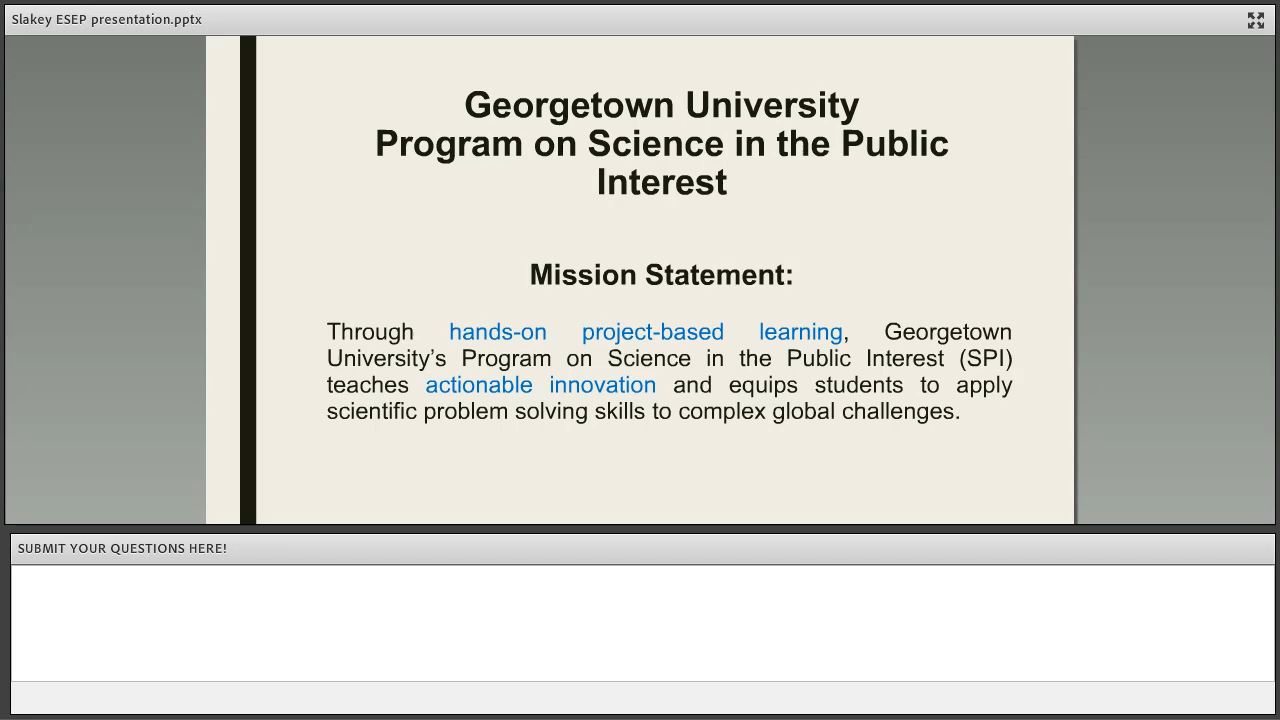 Slakey ESEP presentation.pptx
Georgetown University
Program on Science in the Public
Interest
Mission Statement:
Through hands-on project-based learning, Georgetown
University’s Program on Science in the Public Interest (SPI)
teaches actionable innovation and equips students to apply
scientific problem solving skills to complex global challenges.
SUBMIT YOUR QUESTIONS HERE!